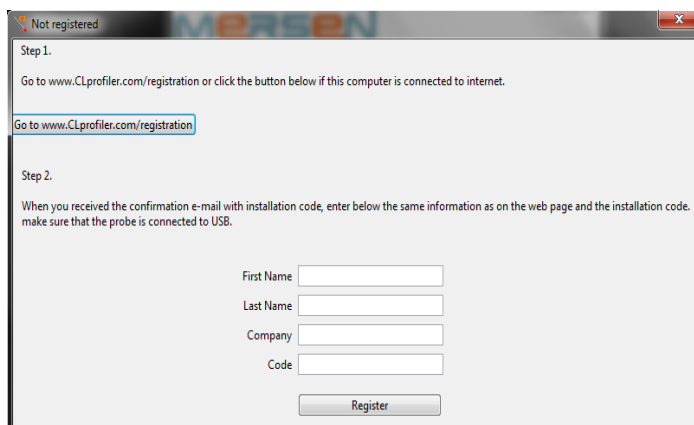 Not registered
MERSEN
Step 1.
Go to www.CLprofiler.com/registration or click the button below if this computer is connected to internet.
Go to www.CLprofiler.com/registration
Step 2.
When you received the confirmation e-mail with installation code, enter below the same information as on the web page and the installation code.
make sure that the probe is connected to USB.
First Name
Last Name
Company
Code
Register